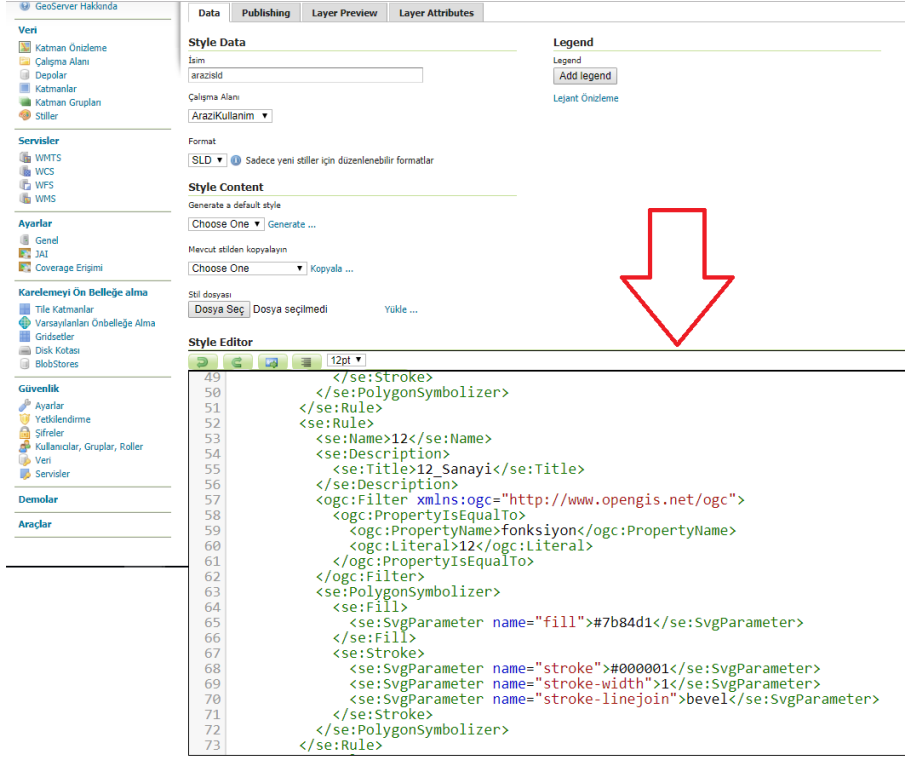 GeoServer Hakkında
Veri
Katman Önizleme
Çalışma Alanı
Depolar
Katmanlar
Katman Grupları
Stiller
Servisler
WMTS
WCS
WFS
WMS
Ayarlar
Genel
JAI
Coverage Erişimi
Karelemeyi Ön Belleğe alma
Tile Katmanlar
Varsayılanları Önbelleğe Alma
Gridsetler
Disk Kotası
BlobStores
Güvenlik
Ayarlar
Yetkilendirme
Şifreler
Kullanıcılar, Gruplar, Roller
Veri
Servisler
Demolar
Araçlar
Data Publishing Layer Preview Layer Attributes
Style Data
İsim
arazisld
Çalışma Alanı
AraziKullanim
Format
SLD Sadece yeni stiller için düzenlenebilir formatlar
Style Content
Generate a default style
Choose One Generate ...
Mevcut stilden kopyalayın
Choose One Kopyala ...
Stil dosyası
Dosya Seç Dosya seçilmedi Yükle ...
Legend
Legend
Add legend
Lejant Önizleme
Style Editor
12pt
49 </se:Stroke>
50 </se:PolygonSymbolizer>
51 </se:Rule>
52 <se:Rule>
53 <se:Name>12</se:Name>
54 <se:Description>
55 <se:Title>12_Sanayi</se:Title>
56 </se:Description>
57 <ogc:Filter xmlns:ogc="http://www.opengis.net/ogc">
58 <ogc:PropertyIsEqualTo>
59 <ogc:PropertyName>fonksiyon</ogc:PropertyName>
60 <ogc:Literal>12</ogc:Literal>
61 </ogc:PropertyIsEqualTo>
62 </ogc:Filter>
63 <se:PolygonSymbolizer>
64 <se:Fill>
65 <se:SvgParameter name="fill">#7b84d1</se:SvgParameter>
66 </se:Fill>
67 <se:Stroke>
68 <se:SvgParameter name="stroke">#000001</se:SvgParameter>
69 <se:SvgParameter name="stroke-width">1</se:SvgParameter>
70 <se:SvgParameter name="stroke-linejoin">bevel</se:SvgParameter>
71 </se:Stroke>
72 </se:PolygonSymbolizer>
73 </se:Rule>